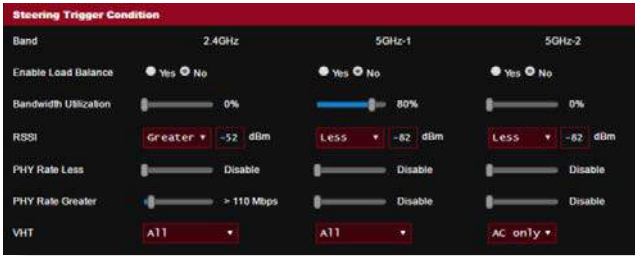 Steering Trigger Condition
Band 2.4GHz 5GHz-1 5GHz-2
Enable Load Balance Yes No Yes No Yes No
Bandwidth Utilization 0% 80% 0%
RSSI Greater -52 dBm Less -82 dBm Less -82 dBm
PHY Rate Less Disable Disable Disable
PHY Rate Greater > 110 Mbps Disable Disable
VHT All All AC only